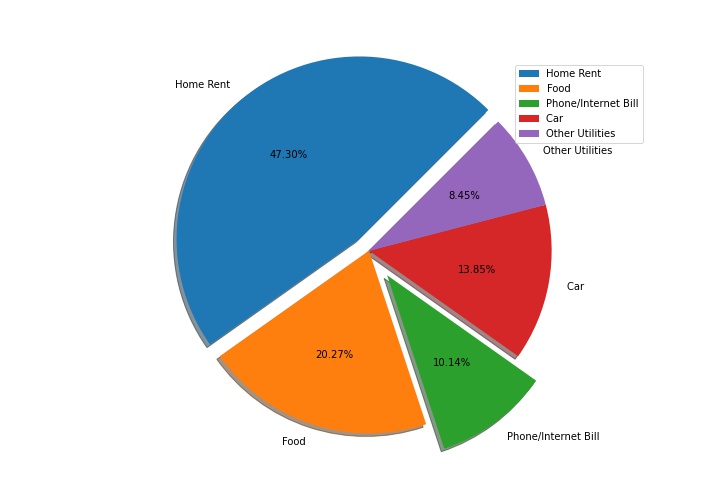 Home Rent
Home Rent
Food
Phone/Internet Bill
Car
Other Utilities
Other Utilities
47.30%
8.45%
13.85%
Car
20.27%
10.14%
Food
Phone/Internet Bill